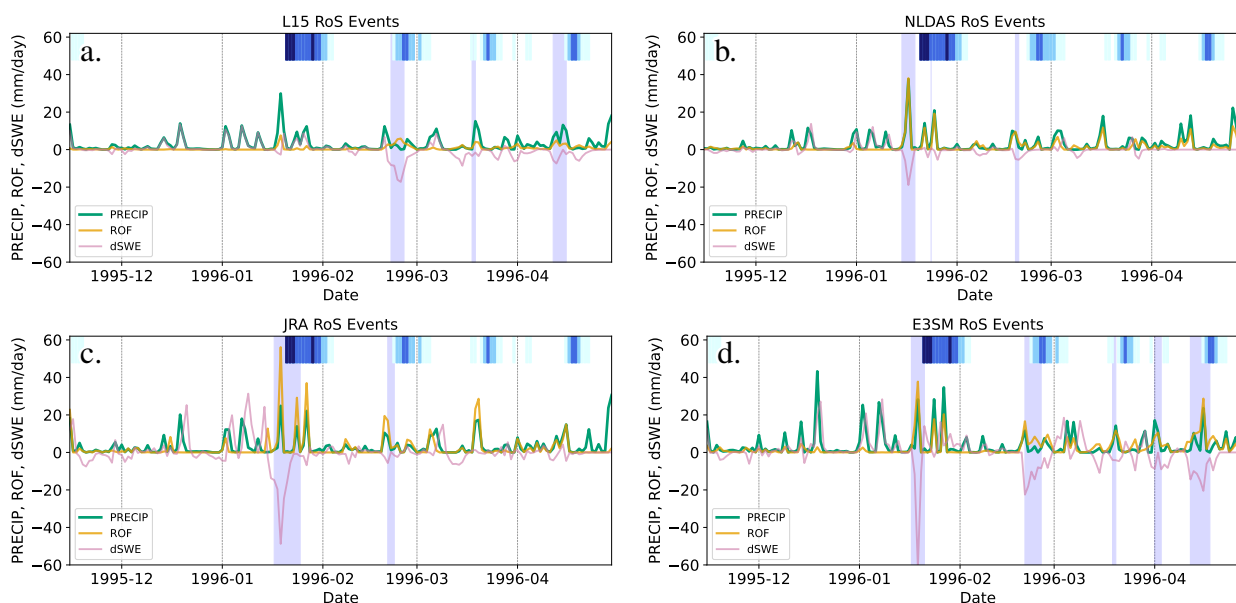 L15 RoS Events
a.
60
40
20
0
−20
−40
−60
PRECIP, ROF, dSWE (mm/day)
PRECIP
ROF
dSWE
1995-12 1996-01 1996-02 1996-03 1996-04
Date
NLDAS RoS Events
b.
60
40
20
0
−20
−40
−60
PRECIP, ROF, dSWE (mm/day)
PRECIP
ROF
dSWE
1995-12 1996-01 1996-02 1996-03 1996-04
Date
JRA RoS Events
c.
60
40
20
0
−20
−40
−60
PRECIP, ROF, dSWE (mm/day)
PRECIP
ROF
dSWE
1995-12 1996-01 1996-02 1996-03 1996-04
Date
E3SM RoS Events
d.
60
40
20
0
−20
−40
−60
PRECIP, ROF, dSWE (mm/day)
PRECIP
ROF
dSWE
1995-12 1996-01 1996-02 1996-03 1996-04
Date